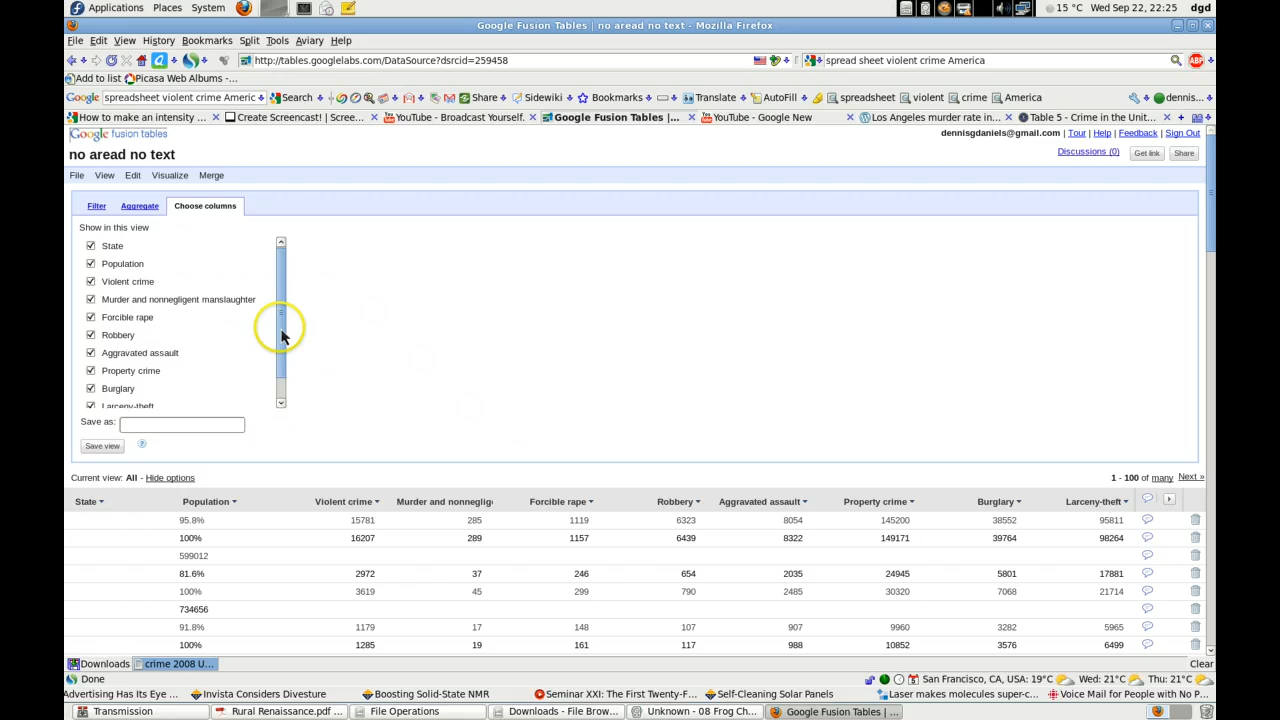 Applications Places System 15 °C Wed Sep 22, 22:25 dgd
Google Fusion Tables | no aread no text - Mozilla Firefox
File Edit View History Bookmarks Split Tools Aviary Help
http://tables.googlelabs.com/DataSource?dsrcid=259458 spread sheet violent crime America ABP
Add to list Picasa Web Albums -...
Google spreadsheet violent crime Americ Search Share Sidewiki Bookmarks Translate AutoFill spreadsheet violent crime America dennis...
How to make an intensity ... Create Screencast! | Scree... YouTube - Broadcast Yourself. Google Fusion Tables |... YouTube - Google New Los Angeles murder rate in... Table 5 - Crime in the Unit...
Google fusion tables dennisgdaniels@gmail.com | Tour | Help | Feedback | Sign Out
no aread no text Discussions (0) Get link Share
File View Edit Visualize Merge
Filter Aggregate Choose columns
Show in this view
State
Population
Violent crime
Murder and nonnegligent manslaughter
Forcible rape
Robbery
Aggravated assault
Property crime
Burglary
Larceny-theft
Save as:
Save view ?
Current view: All - Hide options 1 - 100 of many Next »
State Population Violent crime Murder and nonneglig Forcible rape Robbery Aggravated assault Property crime Burglary Larceny-theft
95.8% 15781 285 1119 6323 8054 145200 38552 95811
100% 16207 289 1157 6439 8322 149171 39764 98264
599012
81.6% 2972 37 246 654 2035 24945 5801 17881
100% 3619 45 299 790 2485 30320 7068 21714
734656
91.8% 1179 17 148 107 907 9960 3282 5965
100% 1285 19 161 117 988 10852 3576 6499
Downloads crime 2008 U... Clear
Done San Francisco, CA, USA: 19°C Wed: 21°C Thu: 21°C
Advertising Has Its Eye ... Invista Considers Divesture Boosting Solid-State NMR Seminar XXI: The First Twenty-F... Self-Cleaning Solar Panels Laser makes molecules super-c... Voice Mail for People with No P...
Transmission Rural Renaissance.pdf ... File Operations Downloads - File Brow... Unknown - 08 Frog Ch... Google Fusion Tables | ...